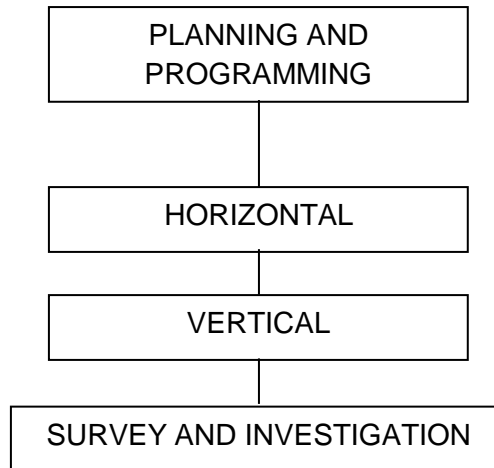 PLANNING AND
PROGRAMMING
HORIZONTAL
VERTICAL
SURVEY AND INVESTIGATION